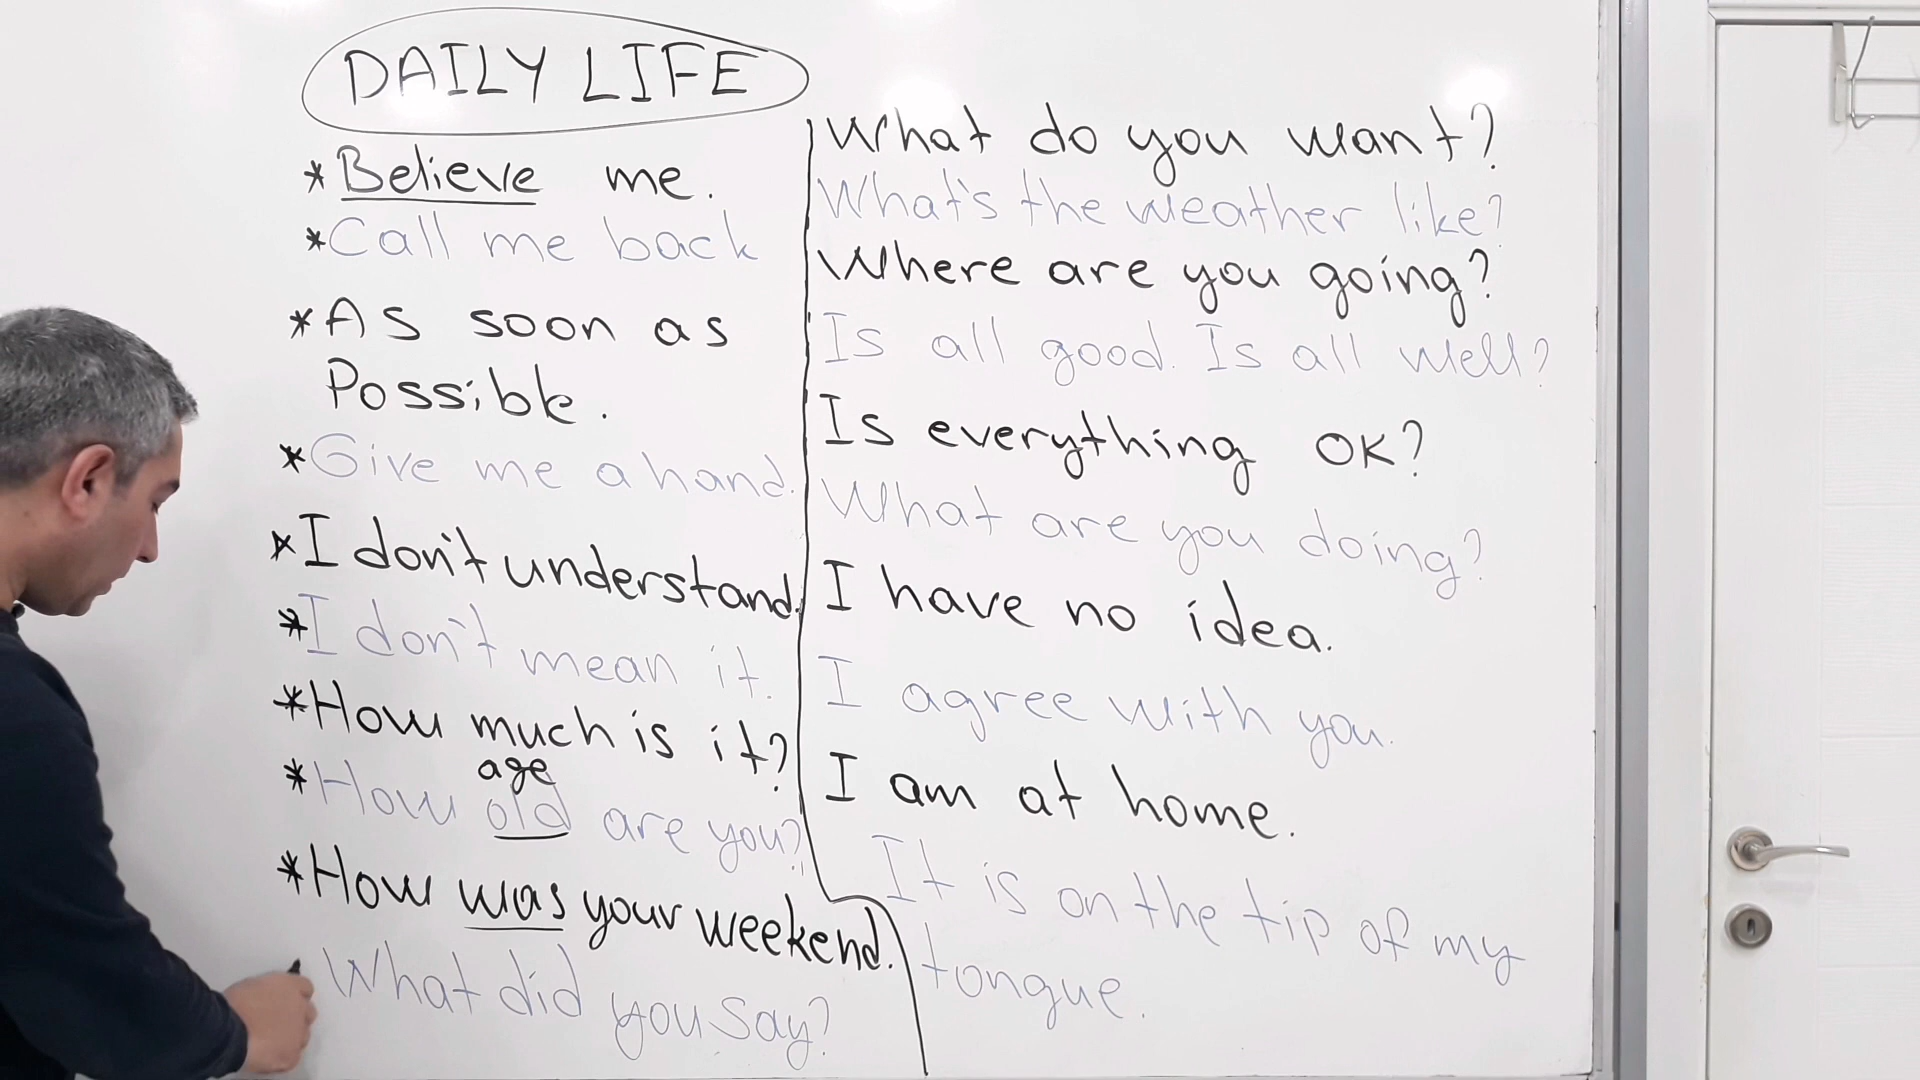 DAILY LIFE
* Believe me.
* Call me back
* As soon as
Possible.
* Give me a hand.
* I don't understand.
* I don't mean it.
* How much is it?
age
* How old are you?
* How was your weekend.
What did you say?
What do you want?
What's the weather like?
Where are you going?
Is all good. Is all well?
Is everything OK?
What are you doing?
I have no idea.
I agree with you.
I am at home.
It is on the tip of my
tongue.